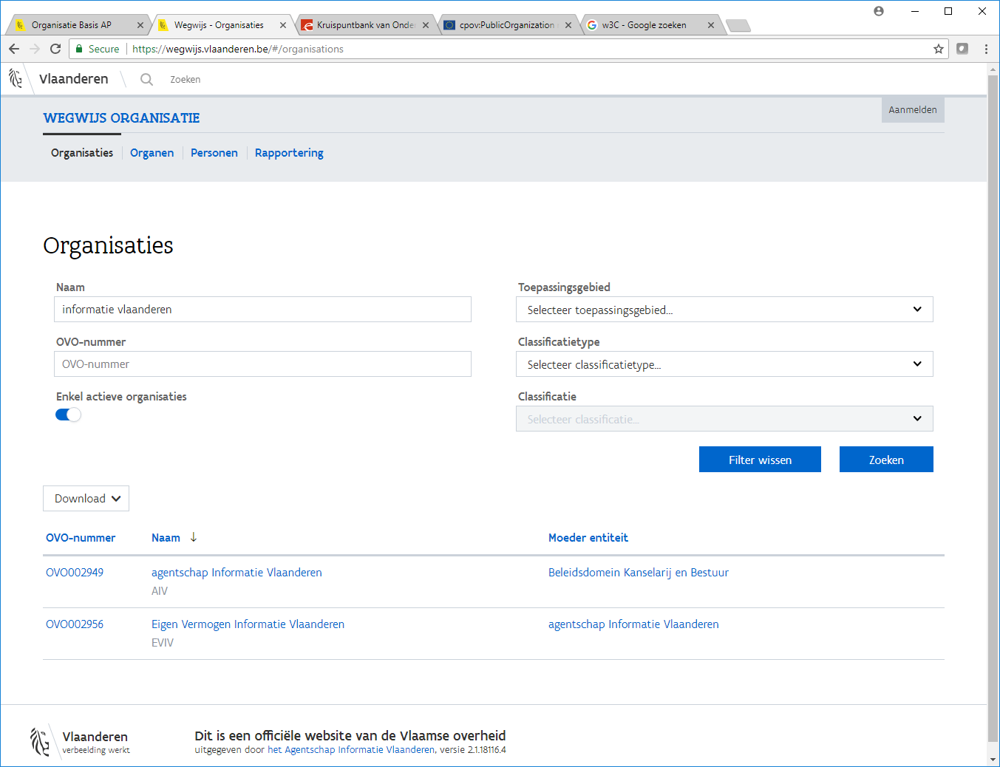 Organisatie Basis AP
Wegwijs - Organisaties
Kruispuntbank van Onder
cpov:PublicOrganization
w3C - Google zoeken
Secure https://wegwijs.vlaanderen.be/#/organisations
Vlaanderen Zoeken
WEGWIJS ORGANISATIE
Aanmelden
Organisaties Organen Personen Rapportering
Organisaties
Naam
informatie vlaanderen
Toepassingsgebied
Selecteer toepassingsgebied...
OVO-nummer
OVO-nummer
Classificatietype
Selecteer classificatietype...
Enkel actieve organisaties
Classificatie
Selecteer classificatie...
Filter wissen Zoeken
Download
OVO-nummer Naam ↓ Moeder entiteit
OVO002949 agentschap Informatie Vlaanderen Beleidsdomein Kanselarij en Bestuur
AIV
OVO002956 Eigen Vermogen Informatie Vlaanderen agentschap Informatie Vlaanderen
EVIV
Vlaanderen
verbeelding werkt
Dit is een officiële website van de Vlaamse overheid
uitgegeven door het Agentschap Informatie Vlaanderen, versie 2.1.18116.4